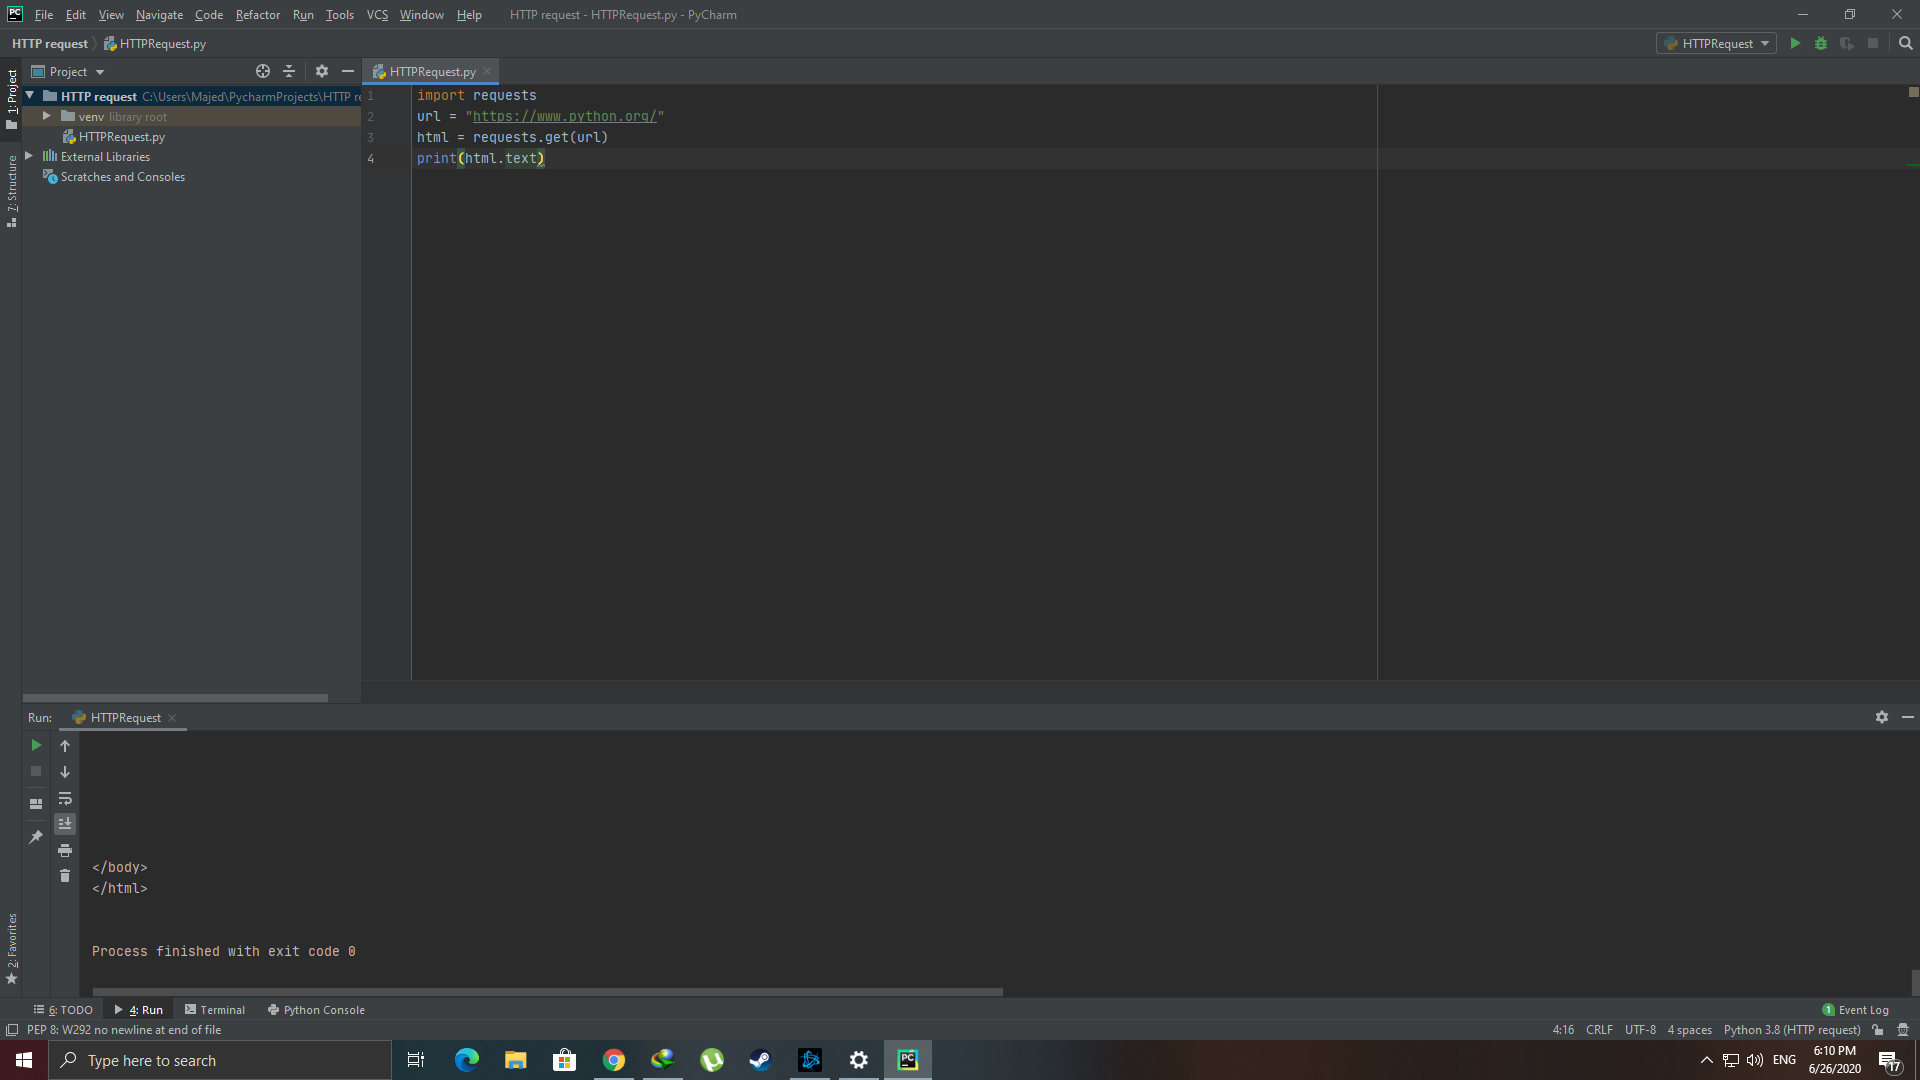 PC File Edit View Navigate Code Refactor Run Tools VCS Window Help HTTP request - HTTPRequest.py - PyCharm
HTTP request HTTPRequest.py HTTPRequest
Project HTTPRequest.py
1: Project
HTTP request C:\Users\Majed\PycharmProjects\HTTP re
venv library root
HTTPRequest.py
External Libraries
Scratches and Consoles
7: Structure
1 import requests
2 url = "https://www.python.org/"
3 html = requests.get(url)
4 print(html.text)
Run: HTTPRequest
</body>
</html>
Process finished with exit code 0
2: Favorites
6: TODO 4: Run Terminal Python Console 1 Event Log
PEP 8: W292 no newline at end of file 4:16 CRLF UTF-8 4 spaces Python 3.8 (HTTP request)
Type here to search PC ENG 6:10 PM
6/26/2020 17